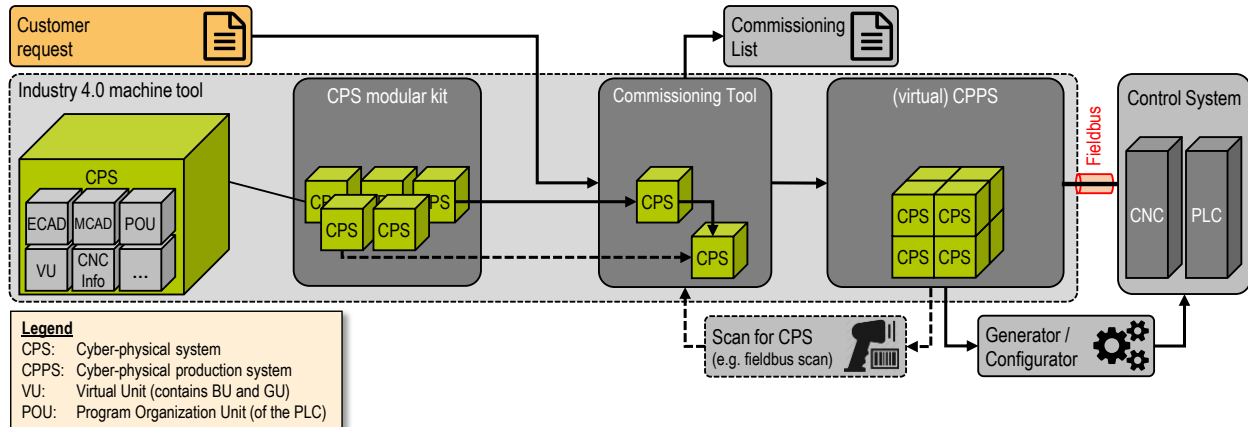 Customer
request
Commissioning
List
Industry 4.0 machine tool
CPS modular kit
Commissioning Tool
(virtual) CPPS
Control System
Fieldbus
CPS
ECAD
MCAD
POU
VU
CNC
Info
...
CPS
CPS
CPS
CPS
CPS
CPS
CPS
CPS
CPS
CPS
CPS
CNC
PLC
Scan for CPS
(e.g. fieldbus scan)
Generator /
Configurator
Legend
CPS: Cyber-physical system
CPPS: Cyber-physical production system
VU: Virtual Unit (contains BU and GU)
POU: Program Organization Unit (of the PLC)